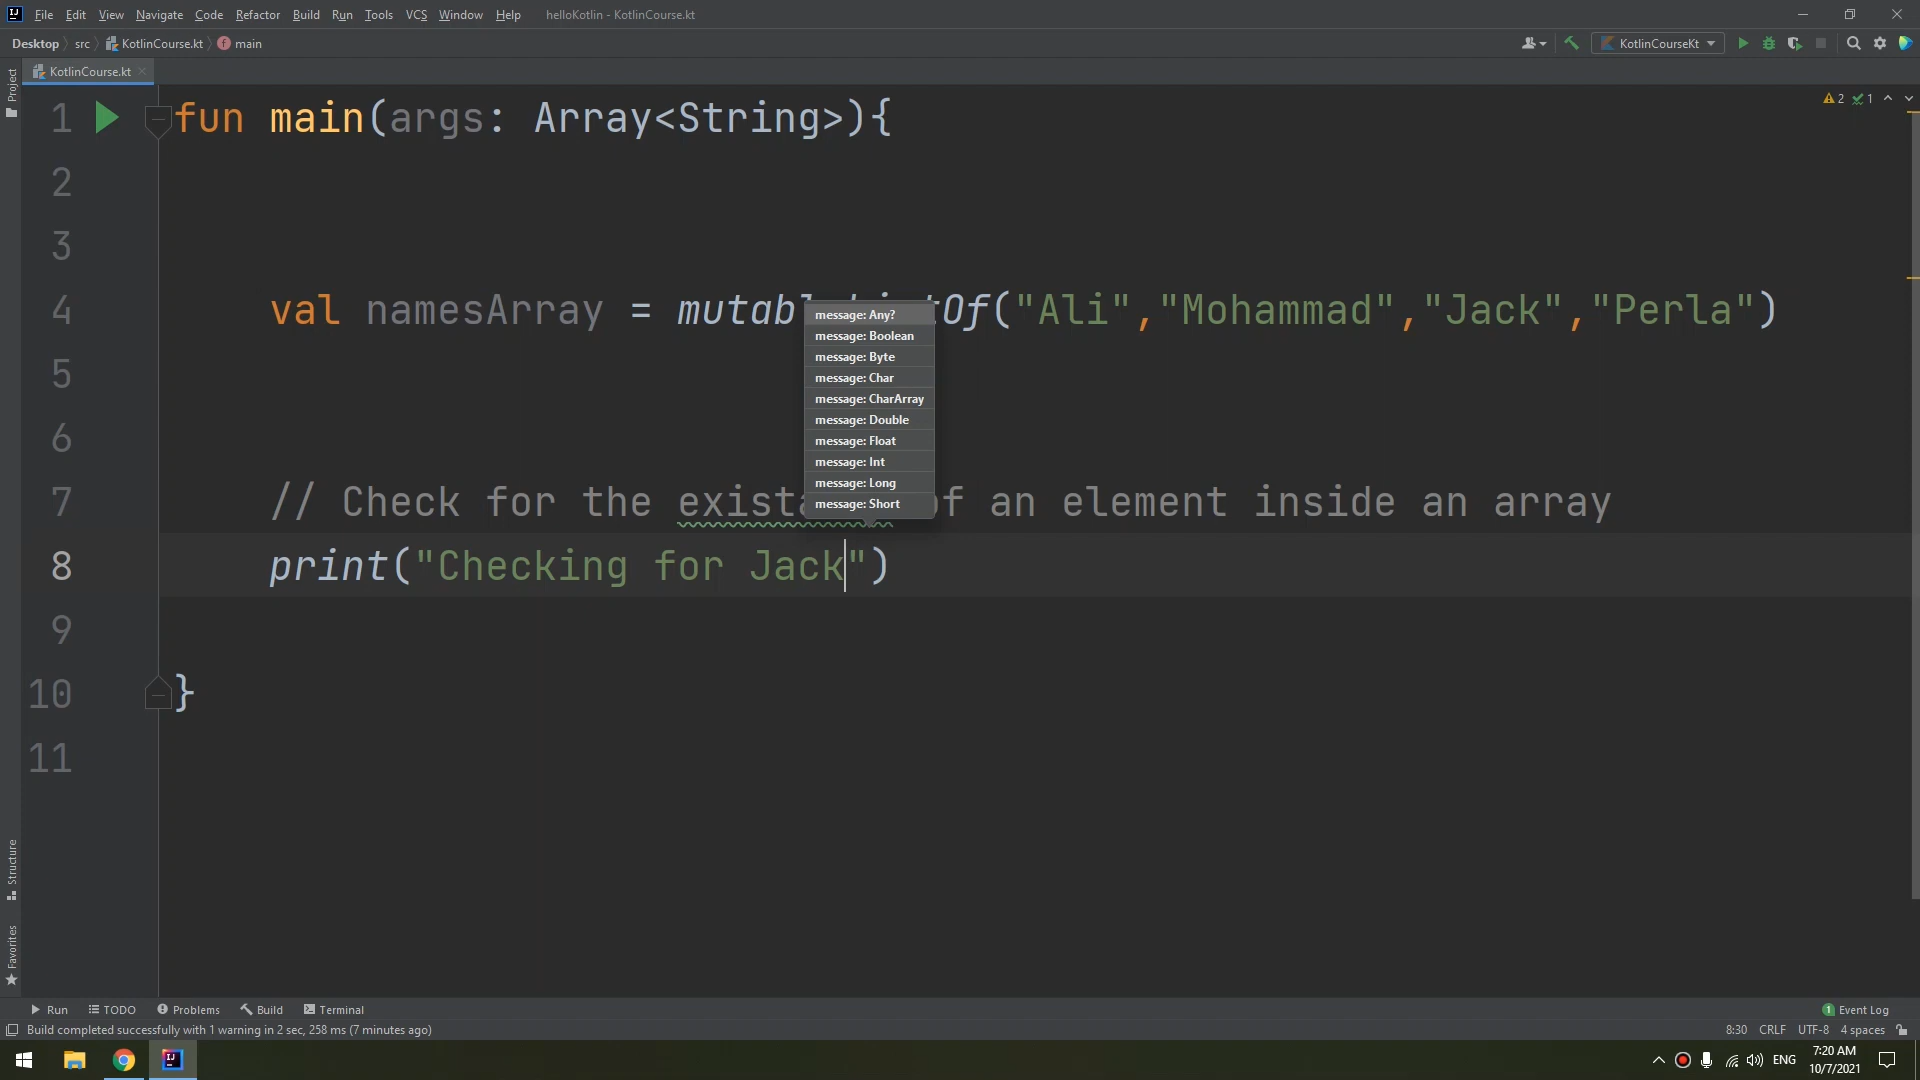 File Edit View Navigate Code Refactor Build Run Tools VCS Window Help helloKotlin - KotlinCourse.kt
Desktop src KotlinCourse.kt main
KotlinCourseKt
Project
KotlinCourse.kt
2 1
1 fun main(args: Array<String>){
2
3
4 val namesArray = mutab Of("Ali","Mohammad","Jack","Perla")
message: Any?
message: Boolean
message: Byte
message: Char
message: CharArray
message: Double
message: Float
message: Int
message: Long
message: Short
5
6
7 // Check for the exista of an element inside an array
8 print("Checking for Jack")
9
10 }
11
Structure
Favorites
Run TODO Problems Build Terminal
1 Event Log
Build completed successfully with 1 warning in 2 sec, 258 ms (7 minutes ago)
8:30 CRLF UTF-8 4 spaces
ENG
7:20 AM
10/7/2021